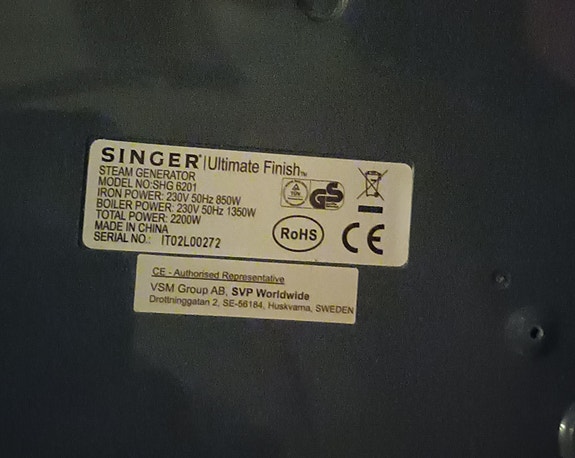 SINGER® | Ultimate Finish™
STEAM GENERATOR
MODEL NO:SHG 6201
IRON POWER: 230V 50Hz 850W
BOILER POWER: 230V 50Hz 1350W
TOTAL POWER: 2200W
MADE IN CHINA
SERIAL NO.: IT02L00272
GS
RoHS
CE
CE - Authorised Representative
VSM Group AB, SVP Worldwide
Drottninggatan 2, SE-56184, Huskvarna, SWEDEN